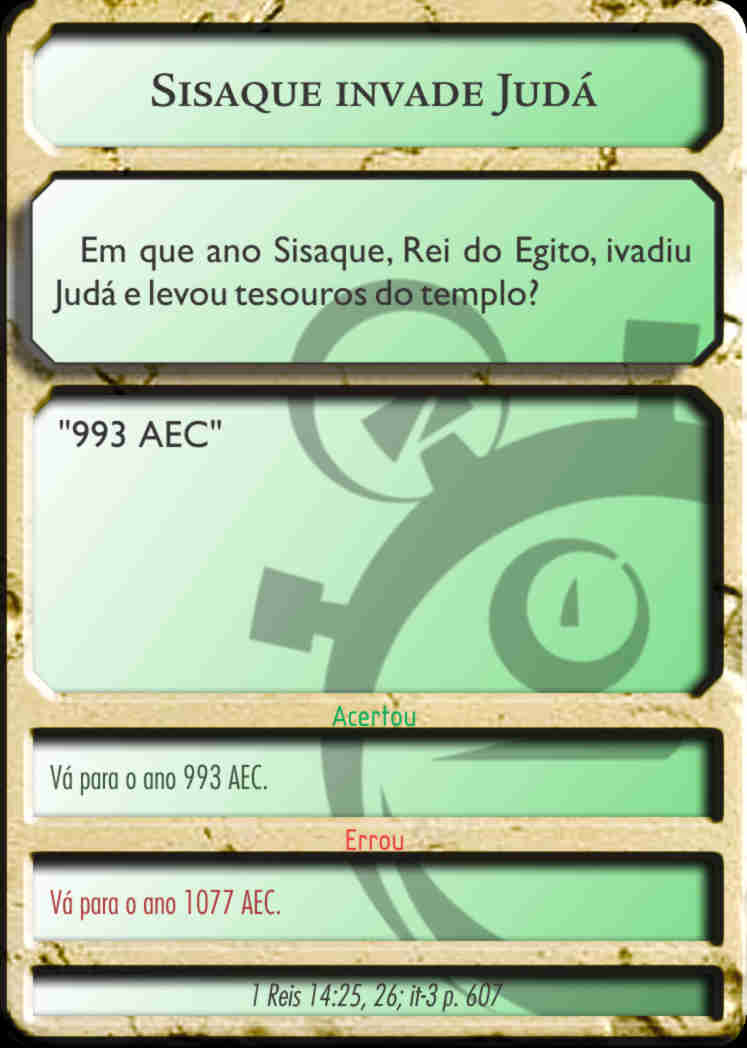 Sisaque invade Judá
Em que ano Sisaque, Rei do Egito, ivadiu
Judá e levou tesouros do templo?
"993 AEC"
Acertou
Vá para o ano 993 AEC.
Errou
Vá para o ano 1077 AEC.
1 Reis 14:25, 26; it-3 p. 607